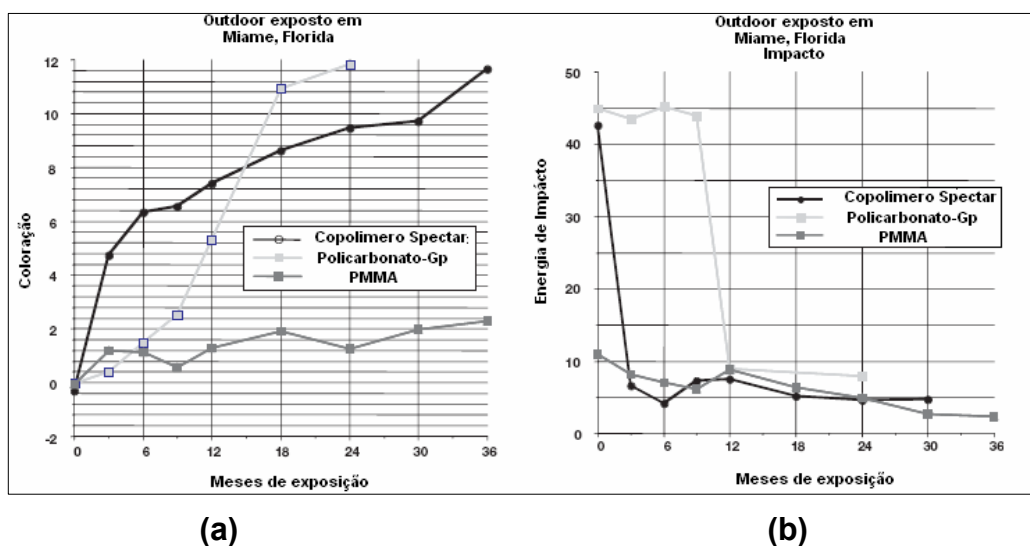 Outdoor exposto em
Miame, Florida
12
10
8
6
4
2
0
-2
Coloração
Copolimero Spectar:
Policarbonato-Gp
PMMA
0 6 12 18 24 30 36
Meses de exposição
(a)
Outdoor exposto em
Miame, Florida
Impacto
50
40
30
20
10
0
Energia de Impácto
Copolimero Spectar
Policarbonato-Gp
PMMA
0 6 12 18 24 30 36
Meses de exposição
(b)